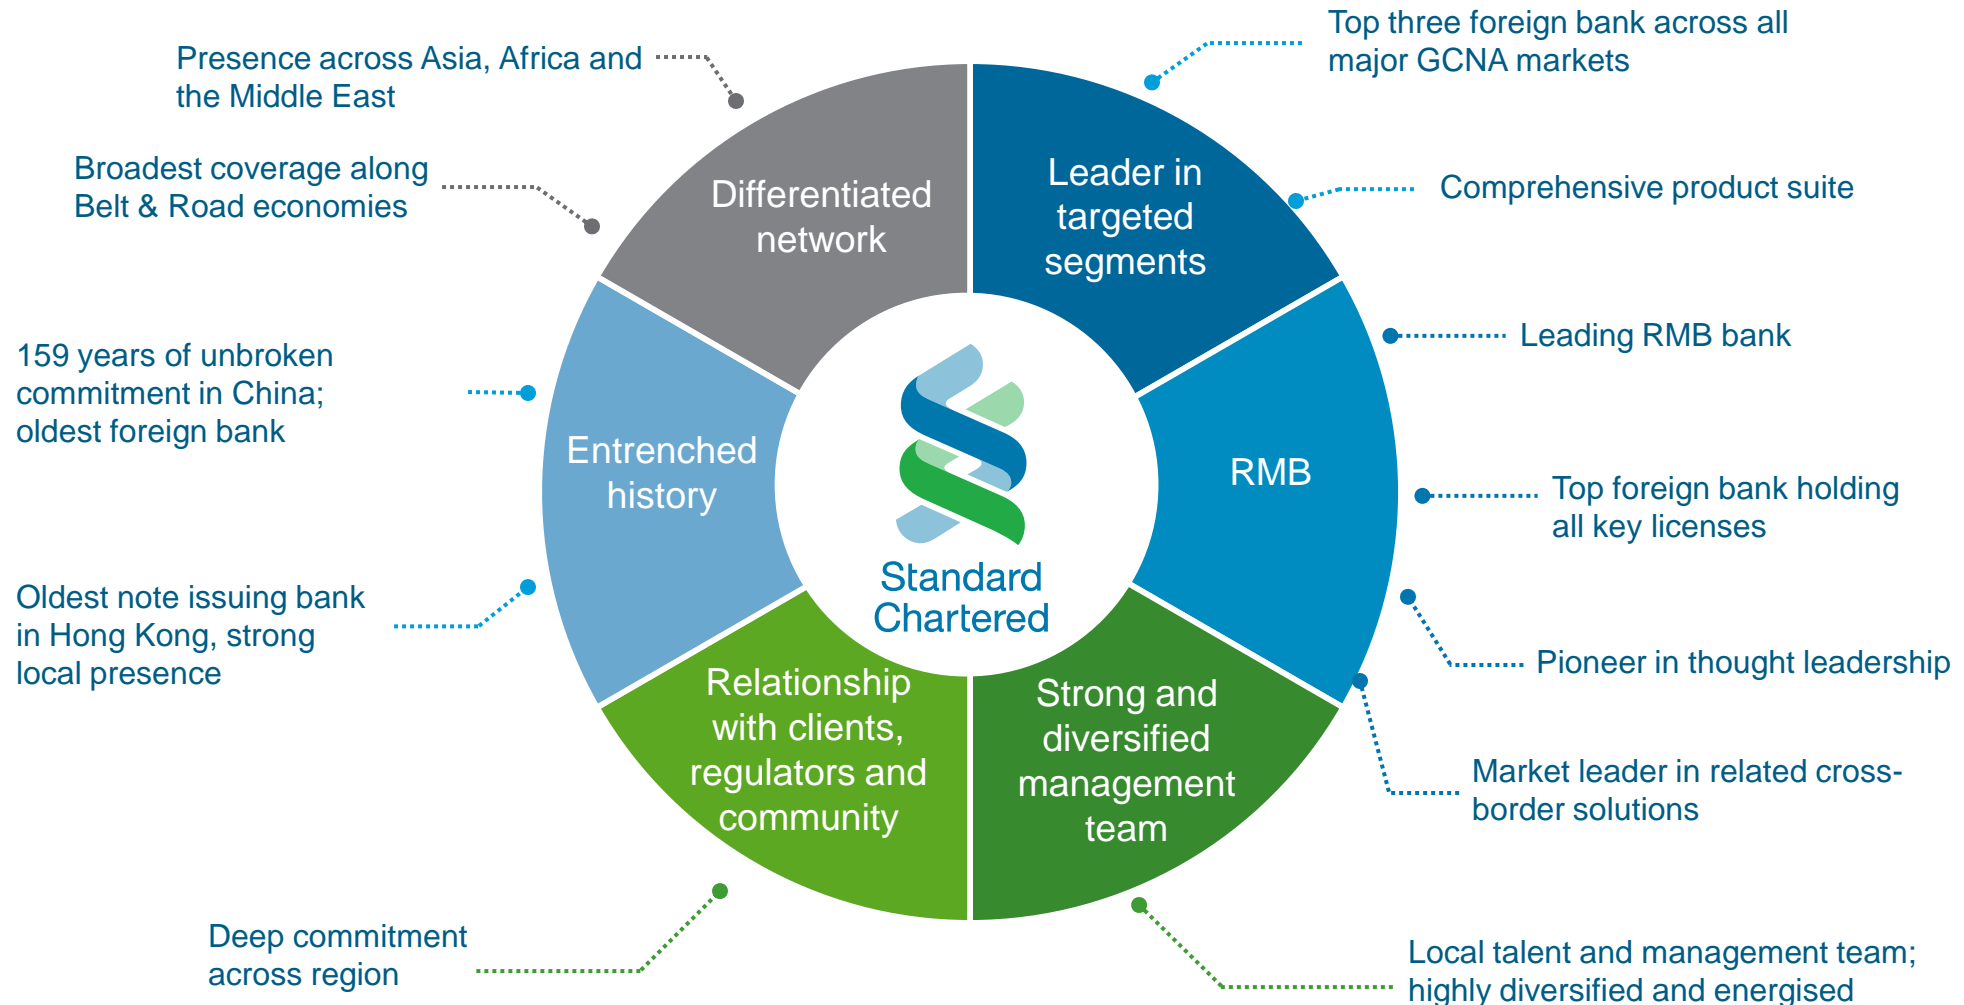 Top three foreign bank across all
major GCNA markets
Presence across Asia, Africa and
the Middle East
Broadest coverage along
Belt & Road economies
Differentiated
network
Leader in
targeted
segments
Comprehensive product suite
Leading RMB bank
159 years of unbroken
commitment in China;
oldest foreign bank
Entrenched
history
RMB
Top foreign bank holding
all key licenses
Standard
Chartered
Oldest note issuing bank
in Hong Kong, strong
local presence
Pioneer in thought leadership
Relationship
with clients,
regulators and
community
Strong and
diversified
management
team
Market leader in related cross-
border solutions
Deep commitment
across region
Local talent and management team;
highly diversified and energised